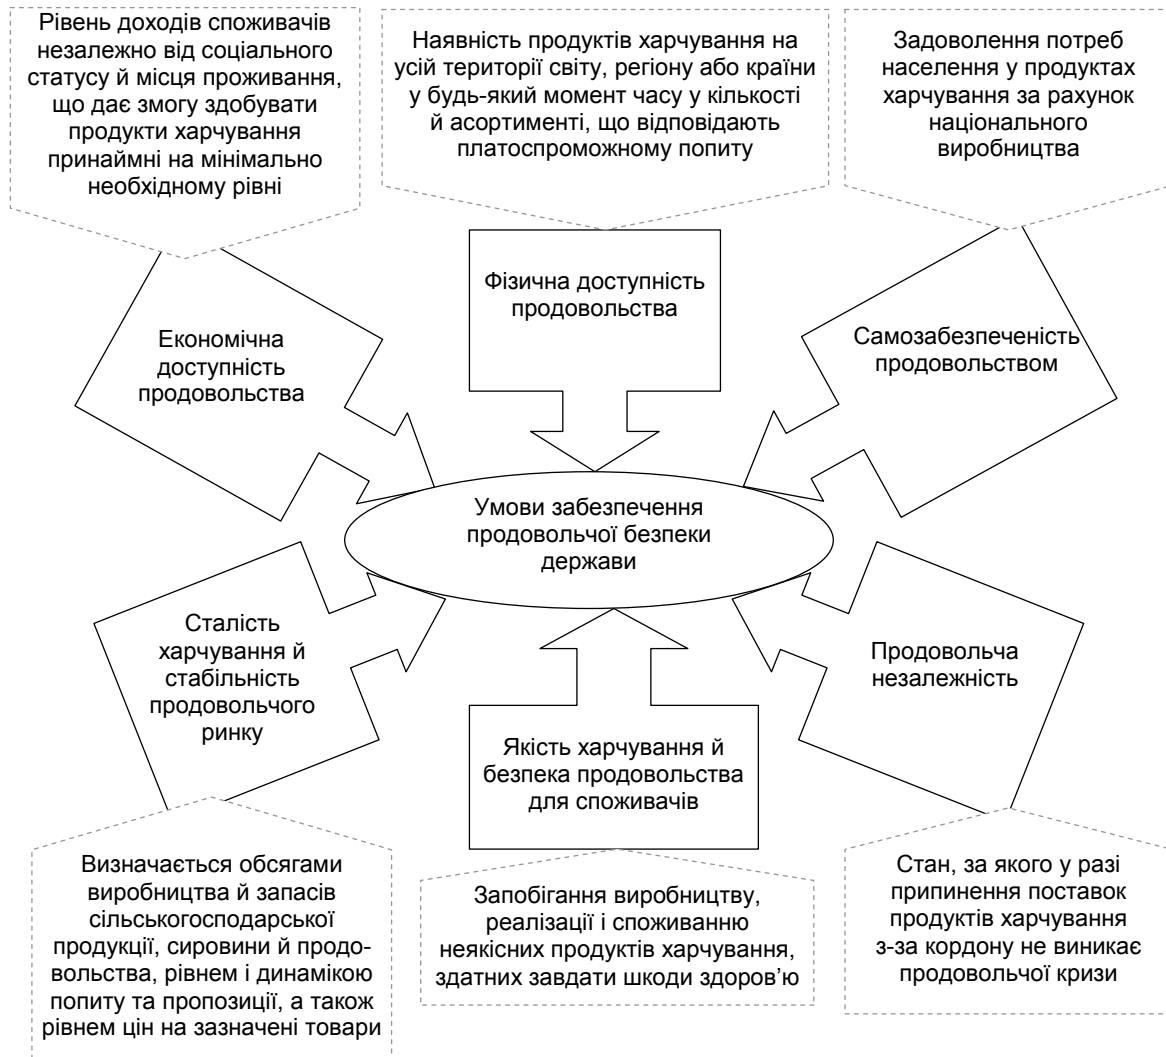 Рівень доходів споживачів
незалежно від соціального
статусу й місця проживання,
що дає змогу здобувати
продукти харчування
принаймні на мінімально
необхідному рівні
Наявність продуктів харчування на
усій території світу, регіону або країни
у будь-який момент часу у кількості
й асортименті, що відповідають
платоспроможному попиту
Задоволення потреб
населення у продуктах
харчування за рахунок
національного
виробництва
Економічна
доступність
продовольства
Фізична доступність
продовольства
Самозабезпеченість
продовольством
Умови забезпечення
продовольчої безпеки
держави
Сталість
харчування й
стабільність
продовольчого
ринку
Якість харчування й
безпека продовольства
для споживачів
Продовольча
незалежність
Визначається обсягами
виробництва й запасів
сільськогосподарської
продукції, сировини й продо-
вольства, рівнем і динамікою
попиту та пропозиції, а також
рівнем цін на зазначені товари
Запобігання виробництву,
реалізації і споживанню
неякісних продуктів харчування,
здатних завдати шкоди здоров’ю
Стан, за якого у разі
припинення поставок
продуктів харчування
з-за кордону не виникає
продовольчої кризи